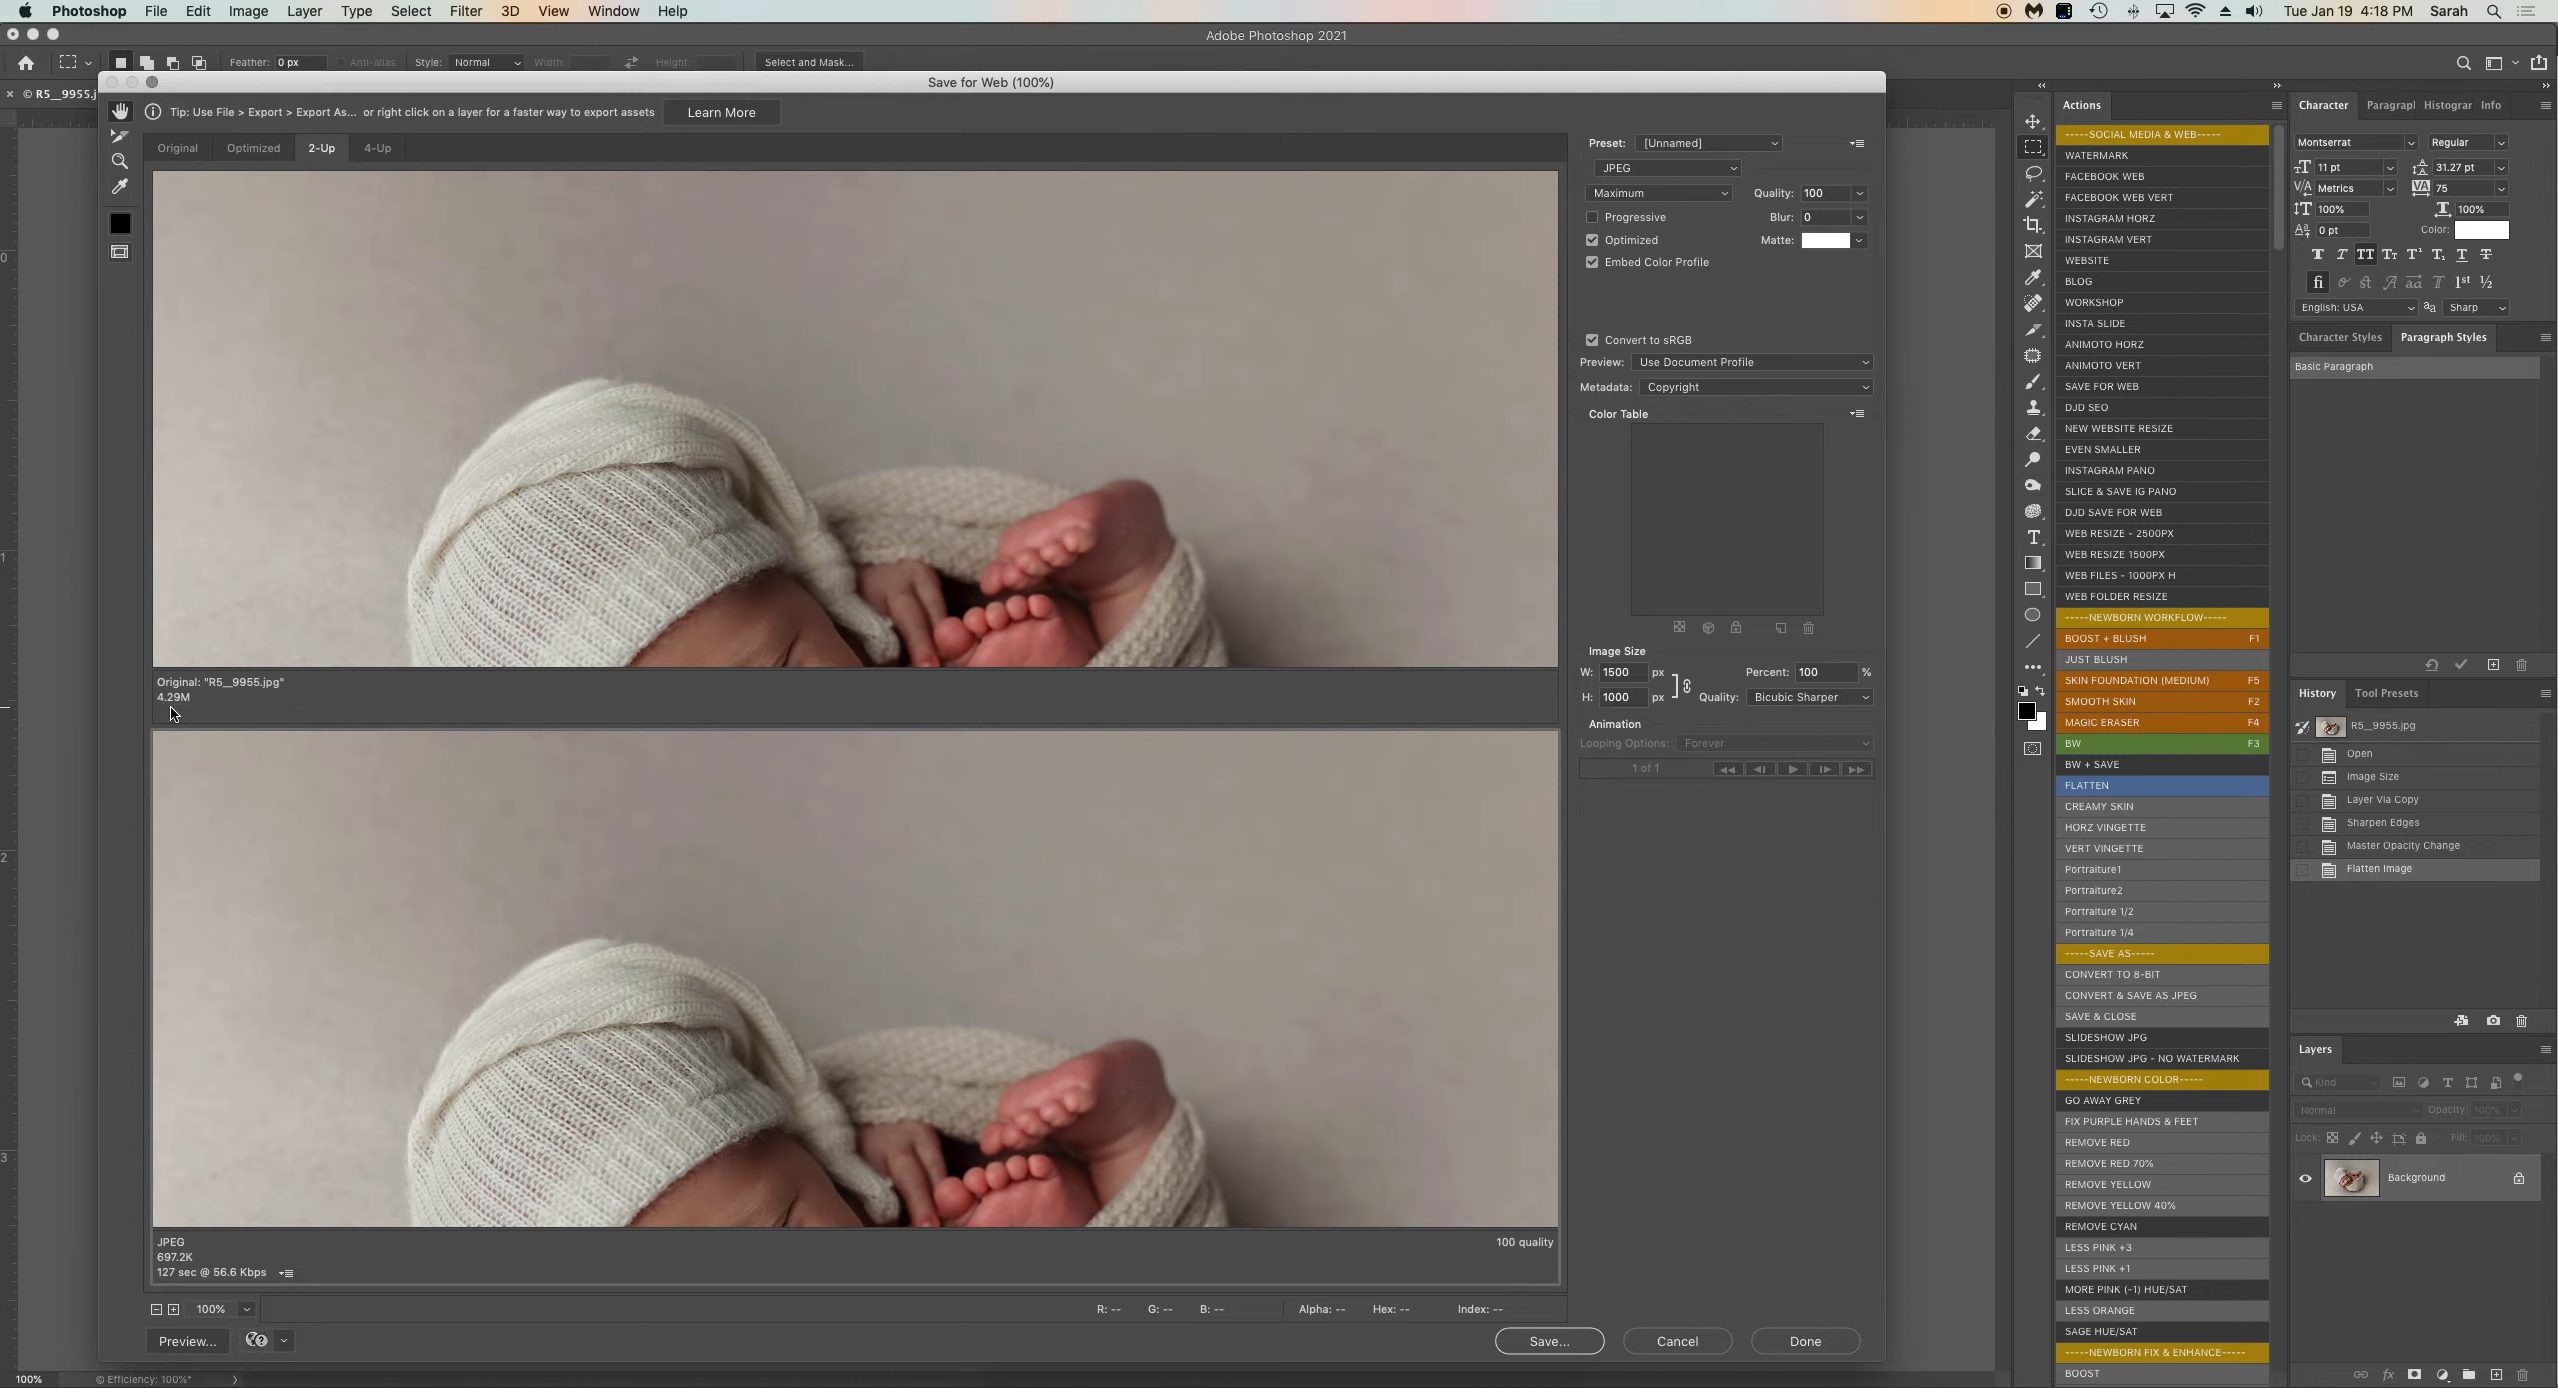 Photoshop File Edit Image Layer Type Select Filter 3D View Window Help
Tue Jan 19 4:18 PM Sarah
Adobe Photoshop 2021
Feather: 0 px Anti-alias Style: Normal Width: Height: Select and Mask...
© R5__9955.j
Save for Web (100%)
Tip: Use File > Export > Export As... or right click on a layer for a faster way to export assets Learn More
Original Optimized 2-Up 4-Up
Original: "R5__9955.jpg"
4.29M
JPEG 100 quality
697.2K
127 sec @ 56.6 Kbps
100% R: -- G: -- B: -- Alpha: -- Hex: -- Index: --
Preview... Save... Cancel Done
100% © Efficiency: 100%*
0
1
2
3
Preset: [Unnamed]
JPEG
Maximum Quality: 100
Progressive Blur: 0
Optimized Matte:
Embed Color Profile
Convert to sRGB
Preview: Use Document Profile
Metadata: Copyright
Color Table
Image Size
W: 1500 px Percent: 100 %
H: 1000 px Quality: Bicubic Sharper
Animation
Looping Options: Forever
1 of 1
Actions
-----SOCIAL MEDIA & WEB-----
WATERMARK
FACEBOOK WEB
FACEBOOK WEB VERT
INSTAGRAM HORZ
INSTAGRAM VERT
WEBSITE
BLOG
WORKSHOP
INSTA SLIDE
ANIMOTO HORZ
ANIMOTO VERT
SAVE FOR WEB
DJD SEO
NEW WEBSITE RESIZE
EVEN SMALLER
INSTAGRAM PANO
SLICE & SAVE IG PANO
DJD SAVE FOR WEB
WEB RESIZE - 2500PX
WEB RESIZE 1500PX
WEB FILES - 1000PX H
WEB FOLDER RESIZE
-----NEWBORN WORKFLOW-----
BOOST + BLUSH F1
JUST BLUSH
SKIN FOUNDATION (MEDIUM) F5
SMOOTH SKIN F2
MAGIC ERASER F4
BW F3
BW + SAVE
FLATTEN
CREAMY SKIN
HORZ VINGETTE
VERT VINGETTE
Portraiture1
Portraiture2
Portraiture 1/2
Portraiture 1/4
-----SAVE AS-----
CONVERT TO 8-BIT
CONVERT & SAVE AS JPEG
SAVE & CLOSE
SLIDESHOW JPG
SLIDESHOW JPG - NO WATERMARK
-----NEWBORN COLOR-----
GO AWAY GREY
FIX PURPLE HANDS & FEET
REMOVE RED
REMOVE RED 70%
REMOVE YELLOW
REMOVE YELLOW 40%
REMOVE CYAN
LESS PINK +3
LESS PINK +1
MORE PINK (-1) HUE/SAT
LESS ORANGE
SAGE HUE/SAT
-----NEWBORN FIX & ENHANCE-----
BOOST
Character Paragrapl Histograr Info
Montserrat Regular
11 pt 31.27 pt
Metrics 75
100% 100%
0 pt Color:
English: USA aa Sharp
Character Styles Paragraph Styles
Basic Paragraph
History Tool Presets
R5__9955.jpg
Open
Image Size
Layer Via Copy
Sharpen Edges
Master Opacity Change
Flatten Image
Layers
Kind
Normal Opacity: 100%
Lock: Fill: 100%
Background